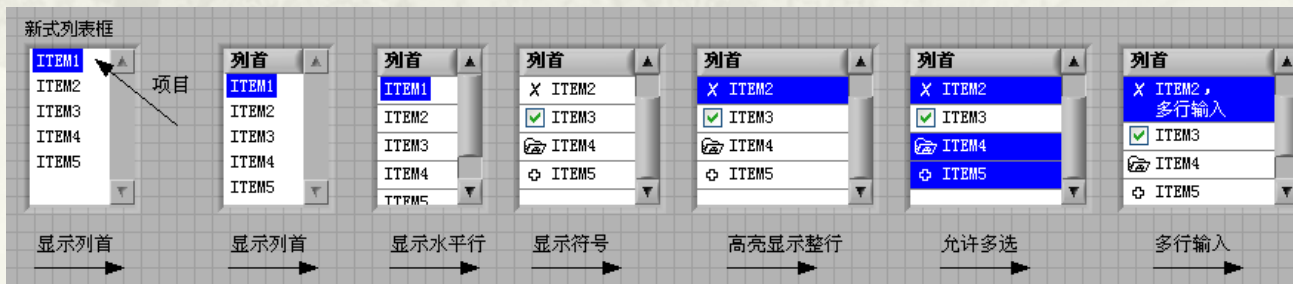 新式列表框
ITEM1
ITEM2
ITEM3
ITEM4
ITEM5
项目
列首
ITEM1
ITEM2
ITEM3
ITEM4
ITEM5
列首
ITEM1
ITEM2
ITEM3
ITEM4
ITEM5
列首
ITEM2
ITEM3
ITEM4
ITEM5
列首
ITEM2
ITEM3
ITEM4
ITEM5
列首
ITEM2
ITEM3
ITEM4
ITEM5
列首
ITEM2,
多行输入
ITEM3
ITEM4
ITEM5
显示列首
显示列首
显示水平行
显示符号
高亮显示整行
允许多选
多行输入